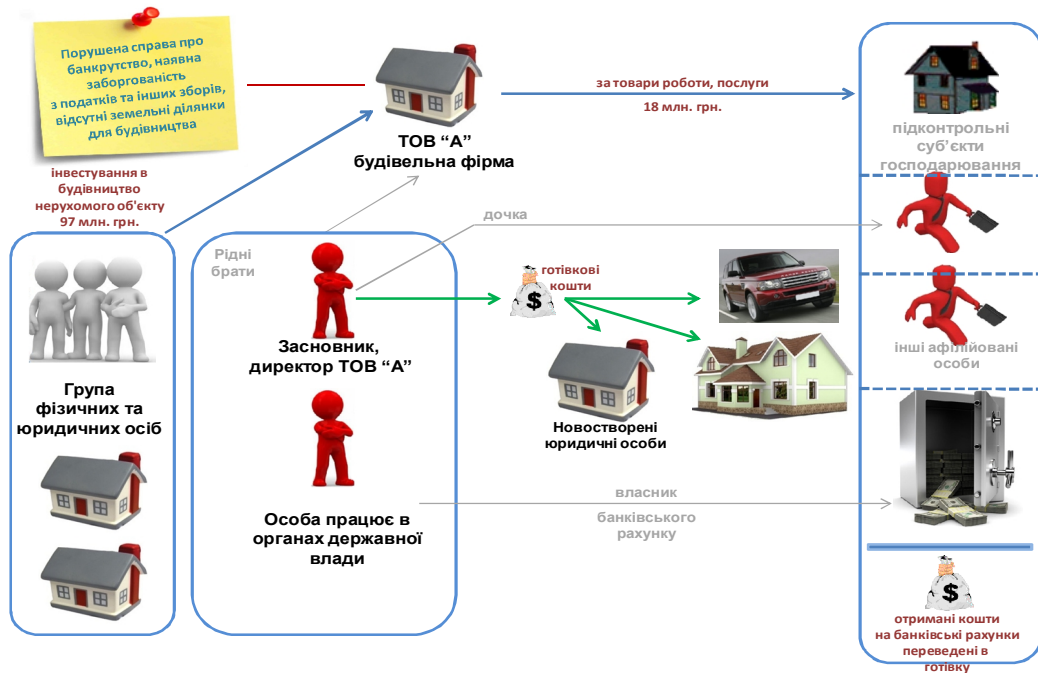 Порушена справа про
банкрутство, наявна
заборгованість
з податків та інших зборів,
відсутні земельні ділянки
для будівництва
інвестування в
будівництво
нерухомого об'єкту
97 млн. грн.
ТОВ “А”
будівельна фірма
за товари роботи, послуги
18 млн. грн.
підконтрольні
суб’єкти
господарювання
Рідні
брати
дочка
готівкові
кошти
$
Засновник,
директор ТОВ “А”
Група
фізичних та
юридичних осіб
Новостворені
юридичні особи
інші афілійовані
особи
Особа працює в
органах державної
влади
власник
банківського
рахунку
$
отримані кошти
на банківські рахунки
переведені в
готівку